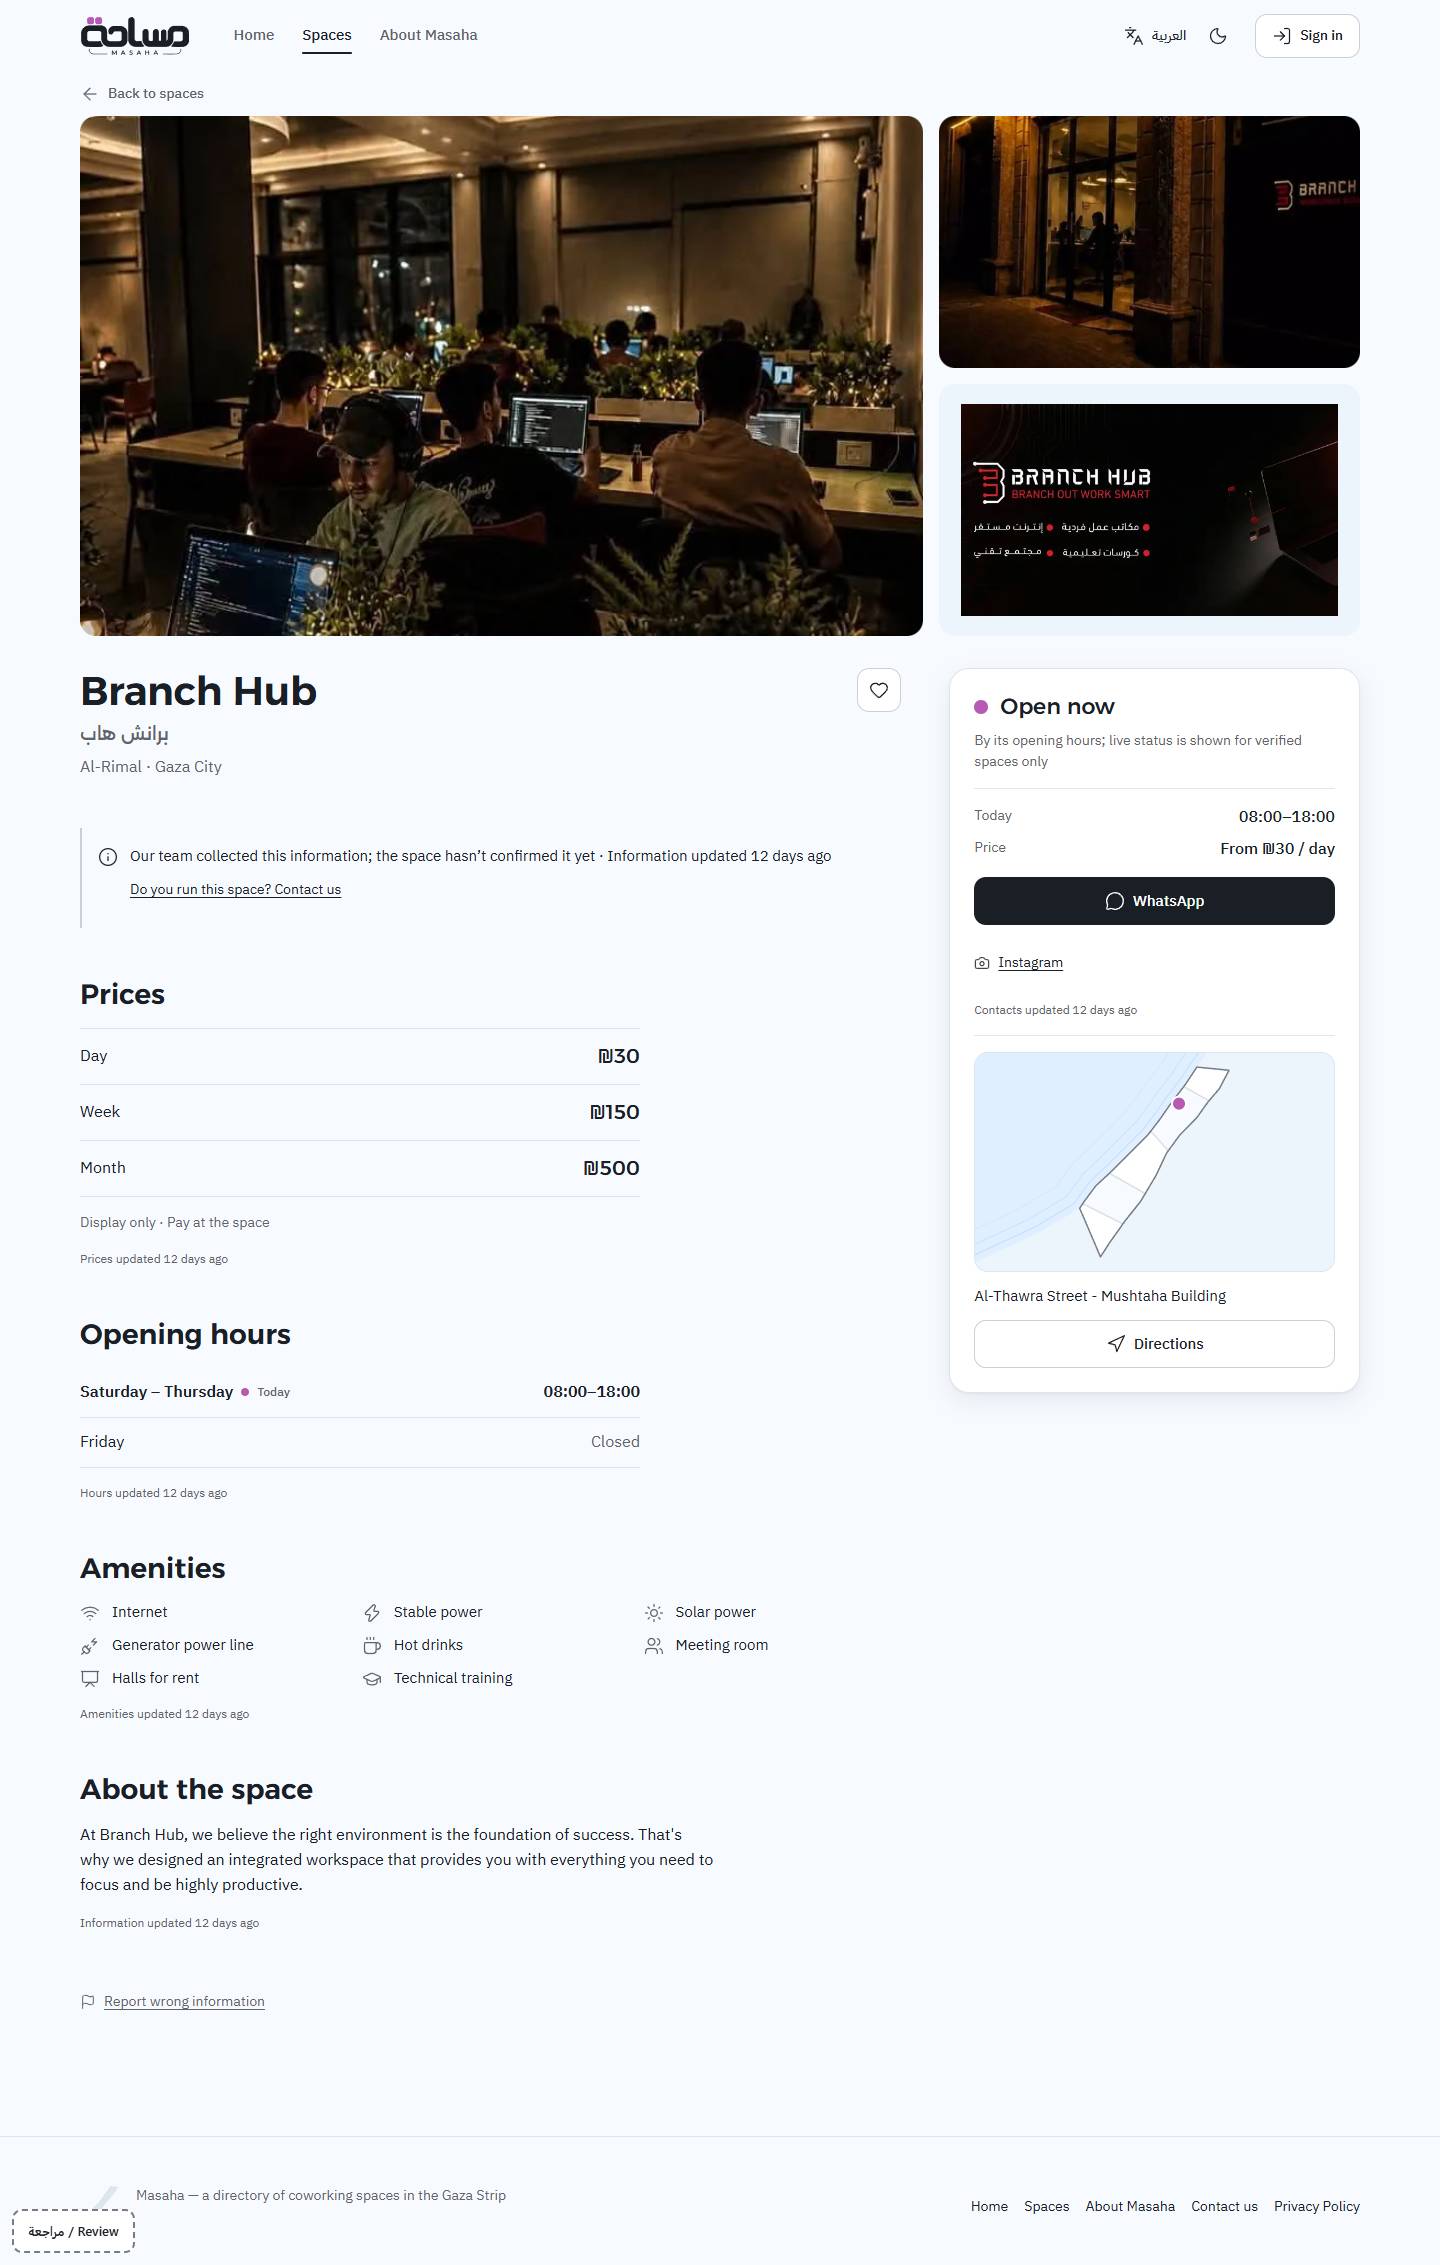 مساحة
MASAHA
Home
Spaces
About Masaha
العربية
Sign in
Back to spaces
BRANCH
BRANCH HUB
BRANCH OUT WORK SMART
مكاتب عمل فردية
إنترنت مستقر
كورسات تعليمية
مجتمع تقني
Branch Hub
برانش هاب
Al-Rimal · Gaza City
Our team collected this information; the space hasn’t confirmed it yet · Information updated 12 days ago
Do you run this space? Contact us
Prices
Day ₪30
Week ₪150
Month ₪500
Display only · Pay at the space
Prices updated 12 days ago
Opening hours
Saturday – Thursday Today 08:00–18:00
Friday Closed
Hours updated 12 days ago
Amenities
Internet
Stable power
Solar power
Generator power line
Hot drinks
Meeting room
Halls for rent
Technical training
Amenities updated 12 days ago
About the space
At Branch Hub, we believe the right environment is the foundation of success. That's
why we designed an integrated workspace that provides you with everything you need to
focus and be highly productive.
Information updated 12 days ago
Report wrong information
Open now
By its opening hours; live status is shown for verified
spaces only
Today 08:00–18:00
Price From ₪30 / day
WhatsApp
Instagram
Contacts updated 12 days ago
Al-Thawra Street - Mushtaha Building
Directions
Masaha — a directory of coworking spaces in the Gaza Strip
Home
Spaces
About Masaha
Contact us
Privacy Policy
مراجعة / Review